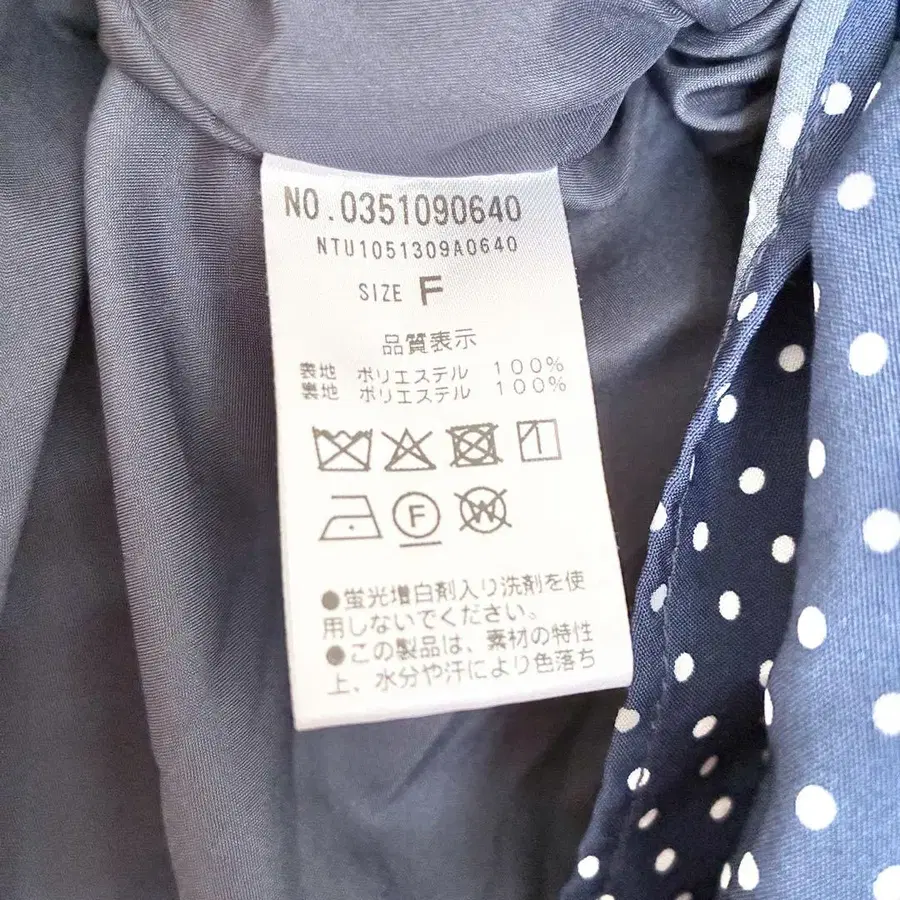 NO.0351090640
NTU1051309A0640
SIZE F
品質表示
表地 ポリエステル 100%
裏地 ポリエステル 100%
1
F W
●蛍光増白剤入り洗剤を使
用しないでください。
●この製品は、素材の特性
上、水分や汗により色落ち